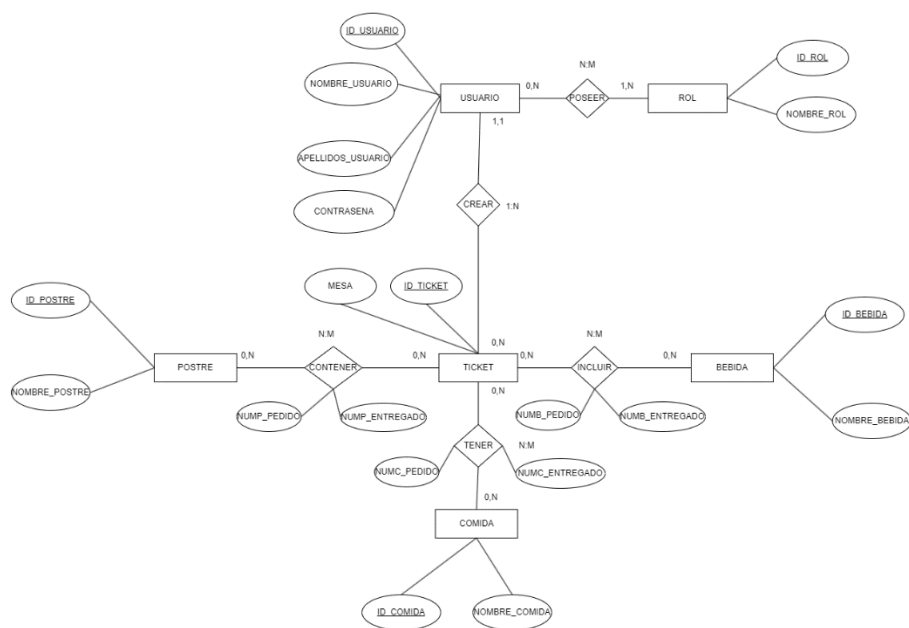 ID_USUARIO
N:M
ID_ROL
NOMBRE_USUARIO
USUARIO
0,N
POSEER
1,N
ROL
1,1
NOMBRE_ROL
APELLIDOS_USUARIO
CONTRASENA
CREAR
1:N
MESA
ID_TICKET
ID_POSTRE
ID_BEBIDA
N:M
0,N
N:M
0,N
0,N
0,N
0,N
POSTRE
CONTENER
TICKET
INCLUIR
BEBIDA
NOMBRE_POSTRE
0,N
NUMP_PEDIDO
NUMP_ENTREGADO
NUMB_PEDIDO
NUMB_ENTREGADO
NOMBRE_BEBIDA
TENER
N:M
NUMC_PEDIDO
NUMC_ENTREGADO
0,N
COMIDA
ID_COMIDA
NOMBRE_COMIDA